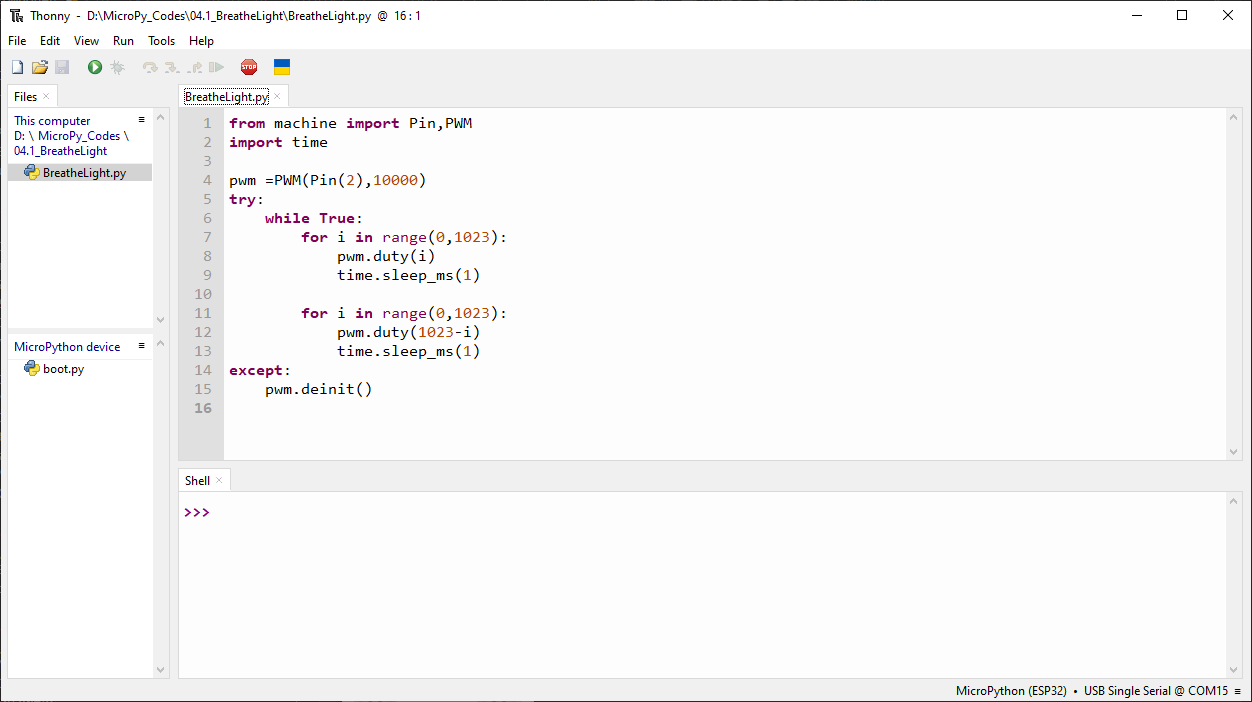 Thonny - D:\MicroPy_Codes\04.1_BreatheLight\BreatheLight.py @ 16 : 1
File Edit View Run Tools Help
STOP
Files
This computer
D: \ MicroPy_Codes \
04.1_BreatheLight
BreatheLight.py
MicroPython device
boot.py
BreatheLight.py
1 from machine import Pin,PWM
2 import time
3
4 pwm =PWM(Pin(2),10000)
5 try:
6     while True:
7         for i in range(0,1023):
8             pwm.duty(i)
9             time.sleep_ms(1)
10
11         for i in range(0,1023):
12             pwm.duty(1023-i)
13             time.sleep_ms(1)
14 except:
15     pwm.deinit()
16
Shell
>>>
MicroPython (ESP32) • USB Single Serial @ COM15 ≡